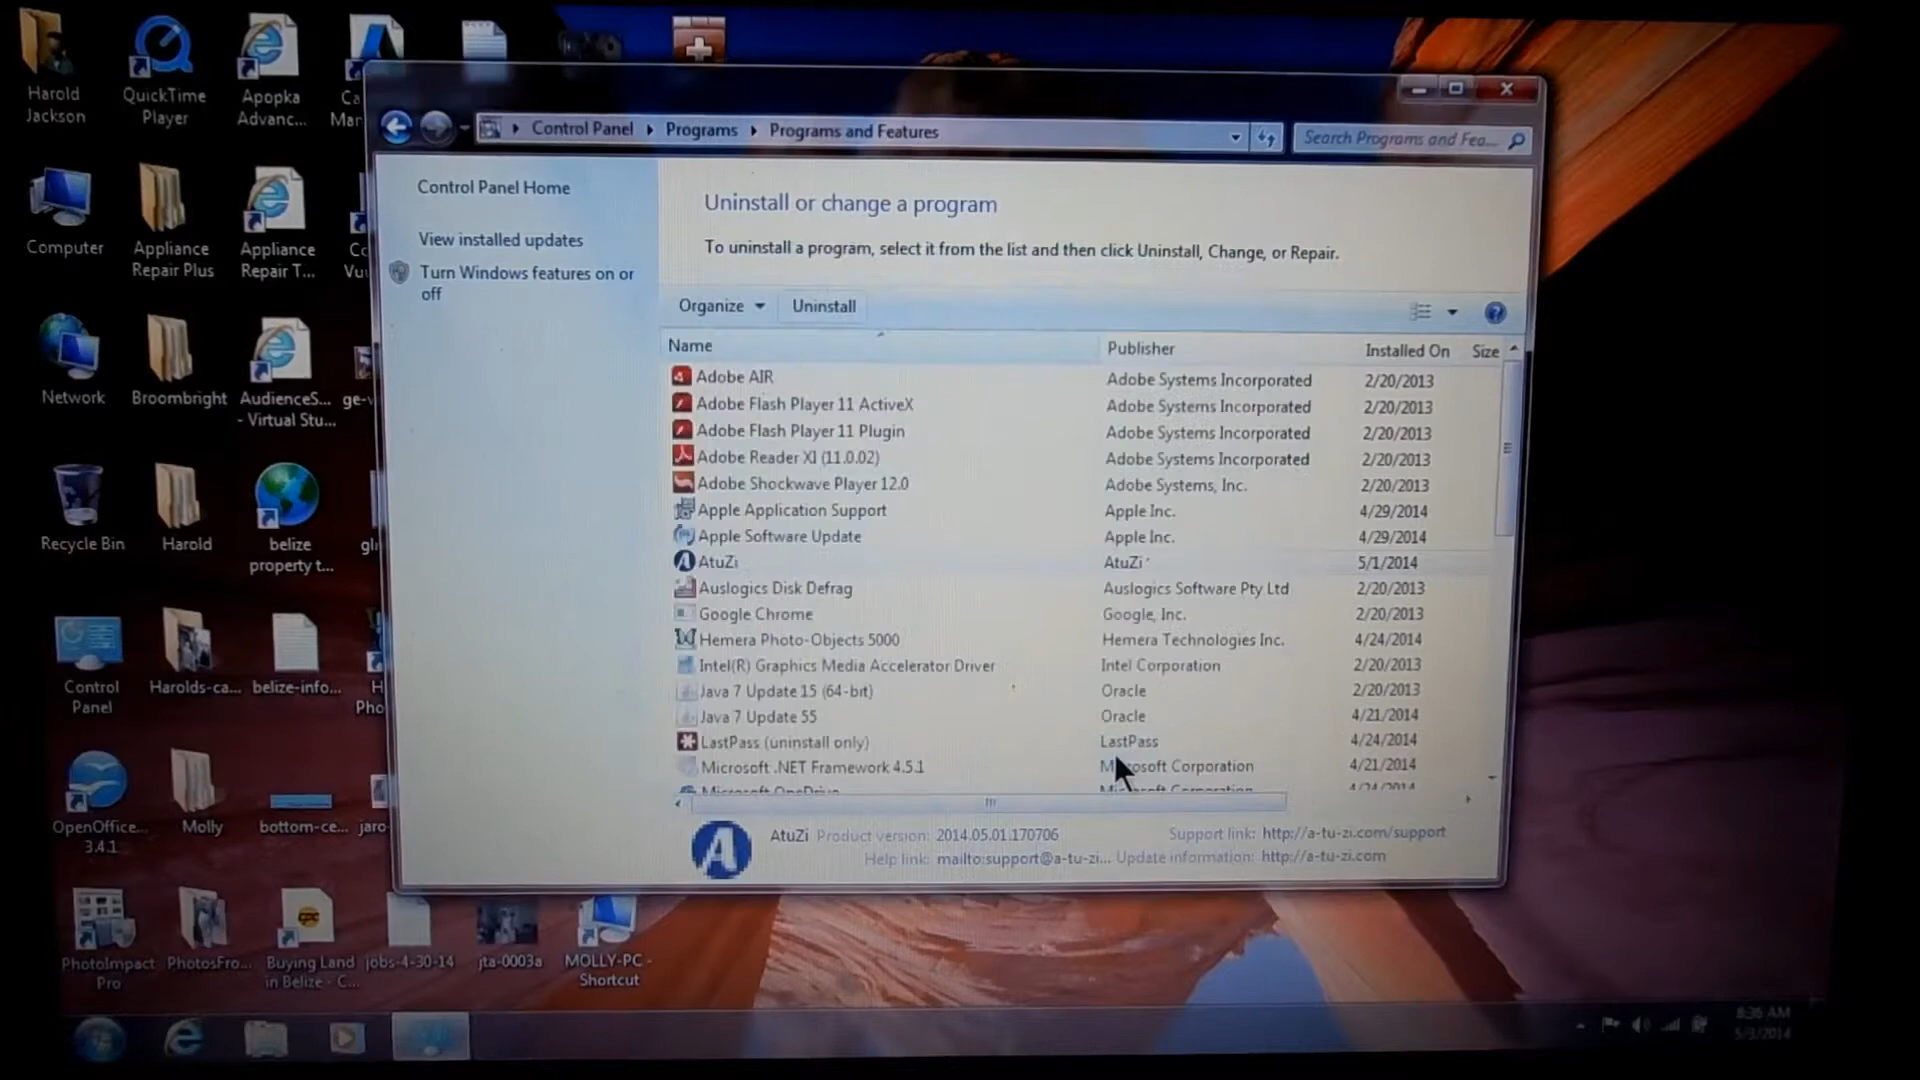 Harold
Jackson
QuickTime
Player
Apopka
Advanc...
Computer
Appliance
Repair Plus
Appliance
Repair T...
Network
Broombright
AudienceS...
- Virtual Stu...
Recycle Bin
Harold
belize
property t...
Control
Panel
Harolds-ca...
belize-info...
OpenOffice...
3.4.1
Molly
bottom-ce...
PhotoImpact
Pro
PhotosFro...
Buying Land
in Belize - C...
jobs-4-30-14
jta-0003a
MOLLY-PC -
Shortcut
Control Panel
Programs
Programs and Features
Search Programs and Fea...
Control Panel Home
View installed updates
Turn Windows features on or
off
Uninstall or change a program
To uninstall a program, select it from the list and then click Uninstall, Change, or Repair.
Organize Uninstall
Name Publisher Installed On Size
Adobe AIR Adobe Systems Incorporated 2/20/2013
Adobe Flash Player 11 ActiveX Adobe Systems Incorporated 2/20/2013
Adobe Flash Player 11 Plugin Adobe Systems Incorporated 2/20/2013
Adobe Reader XI (11.0.02) Adobe Systems Incorporated 2/20/2013
Adobe Shockwave Player 12.0 Adobe Systems, Inc. 2/20/2013
Apple Application Support Apple Inc. 4/29/2014
Apple Software Update Apple Inc. 4/29/2014
AtuZi AtuZi 5/1/2014
Auslogics Disk Defrag Auslogics Software Pty Ltd 2/20/2013
Google Chrome Google, Inc. 2/20/2013
Hemera Photo-Objects 5000 Hemera Technologies Inc. 4/24/2014
Intel(R) Graphics Media Accelerator Driver Intel Corporation 2/20/2013
Java 7 Update 15 (64-bit) Oracle 2/20/2013
Java 7 Update 55 Oracle 4/21/2014
LastPass (uninstall only) LastPass 4/24/2014
Microsoft .NET Framework 4.5.1 Microsoft Corporation 4/21/2014
Microsoft OneDrive Microsoft Corporation 4/24/2014
AtuZi Product version: 2014.05.01.170706 Support link: http://a-tu-zi.com/support
Help link: mailto:support@a-tu-zi... Update information: http://a-tu-zi.com
8:36 AM
5/3/2014